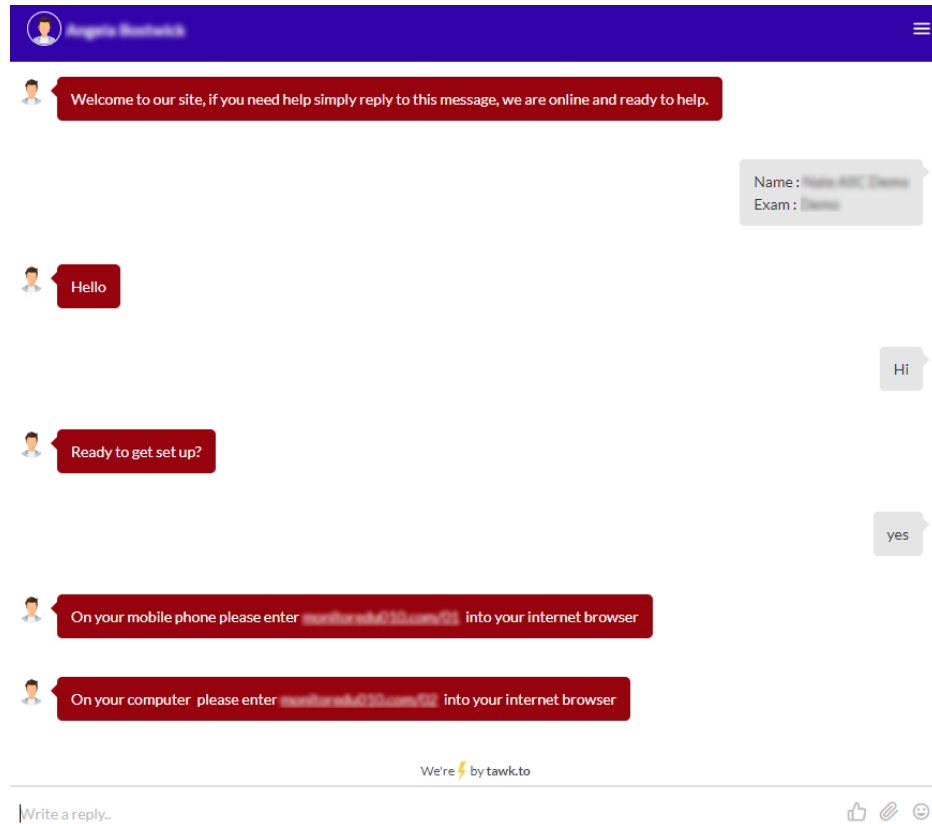 Welcome to our site, if you need help simply reply to this message, we are online and ready to help.
Name :
Exam :
Hello
Hi
Ready to get set up?
yes
On your mobile phone please enter into your internet browser
On your computer please enter into your internet browser
We're by tawk.to
Write a reply..